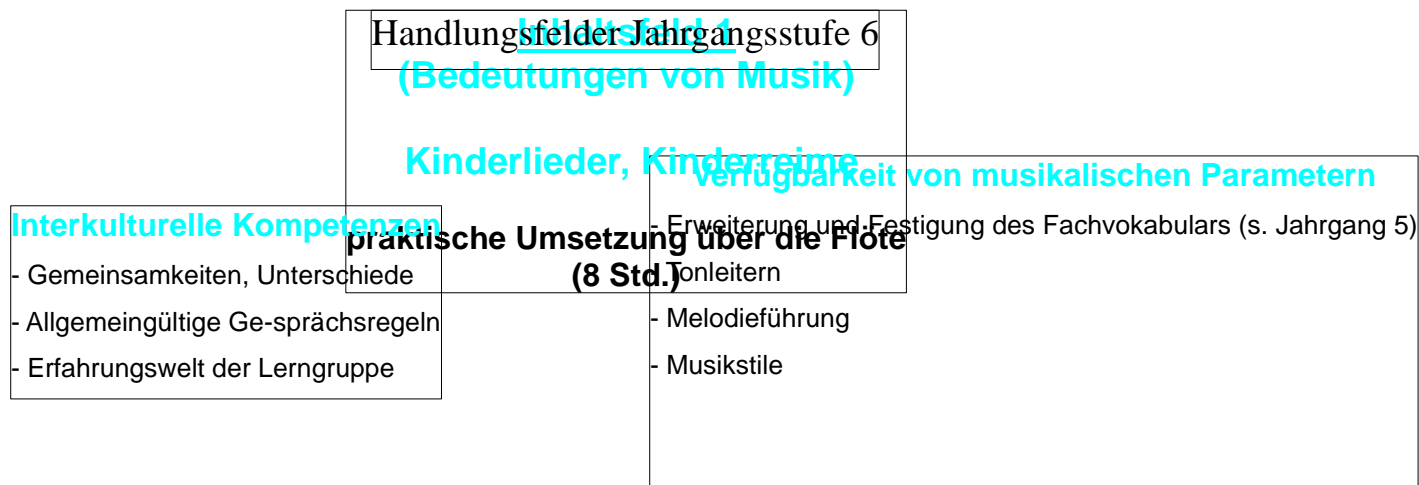 Handlungsfelder Jahrgangsstufe 6
Inhaltsfeld 1
(Bedeutungen von Musik)
Kinderlieder, Kinderreime
praktische Umsetzung über die Flöte
(8 Std.)
Interkulturelle Kompetenzen
- Gemeinsamkeiten, Unterschiede
- Allgemeingültige Ge-sprächsregeln
- Erfahrungswelt der Lerngruppe
Verfügbarkeit von musikalischen Parametern
- Erweiterung und Festigung des Fachvokabulars (s. Jahrgang 5)
- Tonleitern
- Melodieführung
- Musikstile